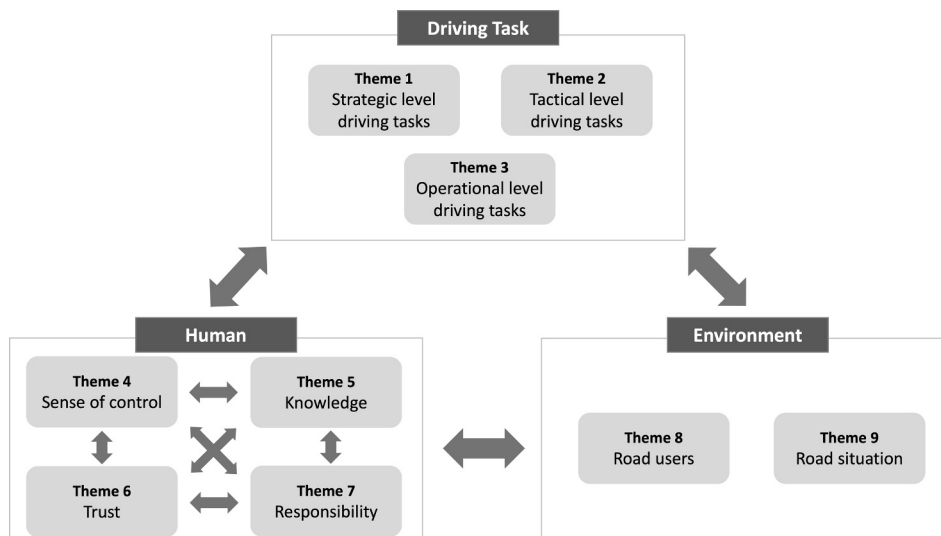 Driving Task
Theme 1
Strategic level
driving tasks
Theme 2
Tactical level
driving tasks
Theme 3
Operational level
driving tasks
Human
Theme 4
Sense of control
Theme 5
Knowledge
Theme 6
Trust
Theme 7
Responsibility
Environment
Theme 8
Road users
Theme 9
Road situation